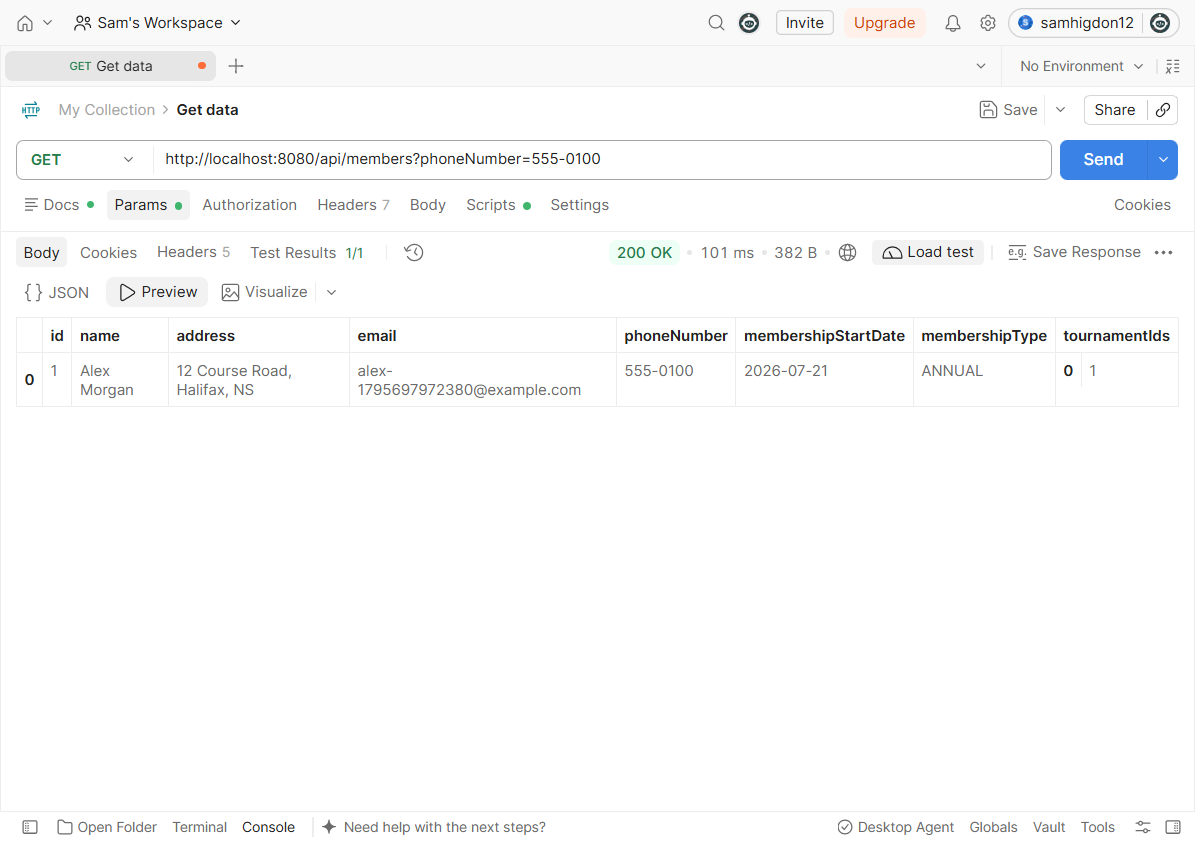 Sam's Workspace Invite Upgrade samhigdon12
GET Get data No Environment
HTTP My Collection > Get data Save Share
GET http://localhost:8080/api/members?phoneNumber=555-0100 Send
Docs Params Authorization Headers 7 Body Scripts Settings Cookies
Body Cookies Headers 5 Test Results 1/1 200 OK 101 ms 382 B Load test e.g. Save Response
{ } JSON Preview Visualize
id name address email phoneNumber membershipStartDate membershipType tournamentIds
0 1 Alex Morgan 12 Course Road, Halifax, NS alex-1795697972380@example.com 555-0100 2026-07-21 ANNUAL 0 1
Open Folder Terminal Console Need help with the next steps? Desktop Agent Globals Vault Tools